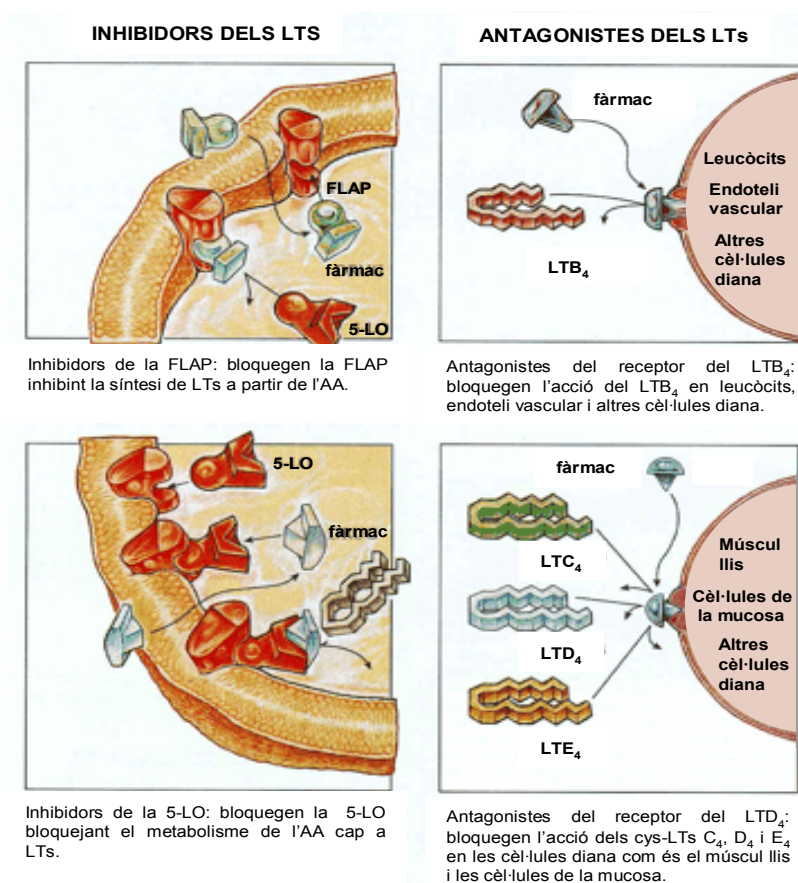 INHIBIDORS DELS LTS
FLAP
fàrmac
5-LO
Inhibidors de la FLAP: bloquegen la FLAP
inhibint la síntesi de LTs a partir de l’AA.
ANTAGONISTES DELS LTs
fàrmac
LTB₄
Leucòcits
Endoteli
vascular
Altres
cèl·lules
diana
Antagonistes del receptor del LTB₄:
bloquegen l’acció del LTB₄ en leucòcits,
endoteli vascular i altres cèl·lules diana.
5-LO
fàrmac
Inhibidors de la 5-LO: bloquegen la 5-LO
bloquejant el metabolisme de l’AA cap a
LTs.
fàrmac
LTC₄
LTD₄
LTE₄
Múscul
llis
Cèl·lules de
la mucosa
Altres
cèl·lules
diana
Antagonistes del receptor del LTD₄:
bloquegen l’acció dels cys-LTs C₄, D₄ i E₄
en les cèl·lules diana com és el múscul llis
i les cèl·lules de la mucosa.